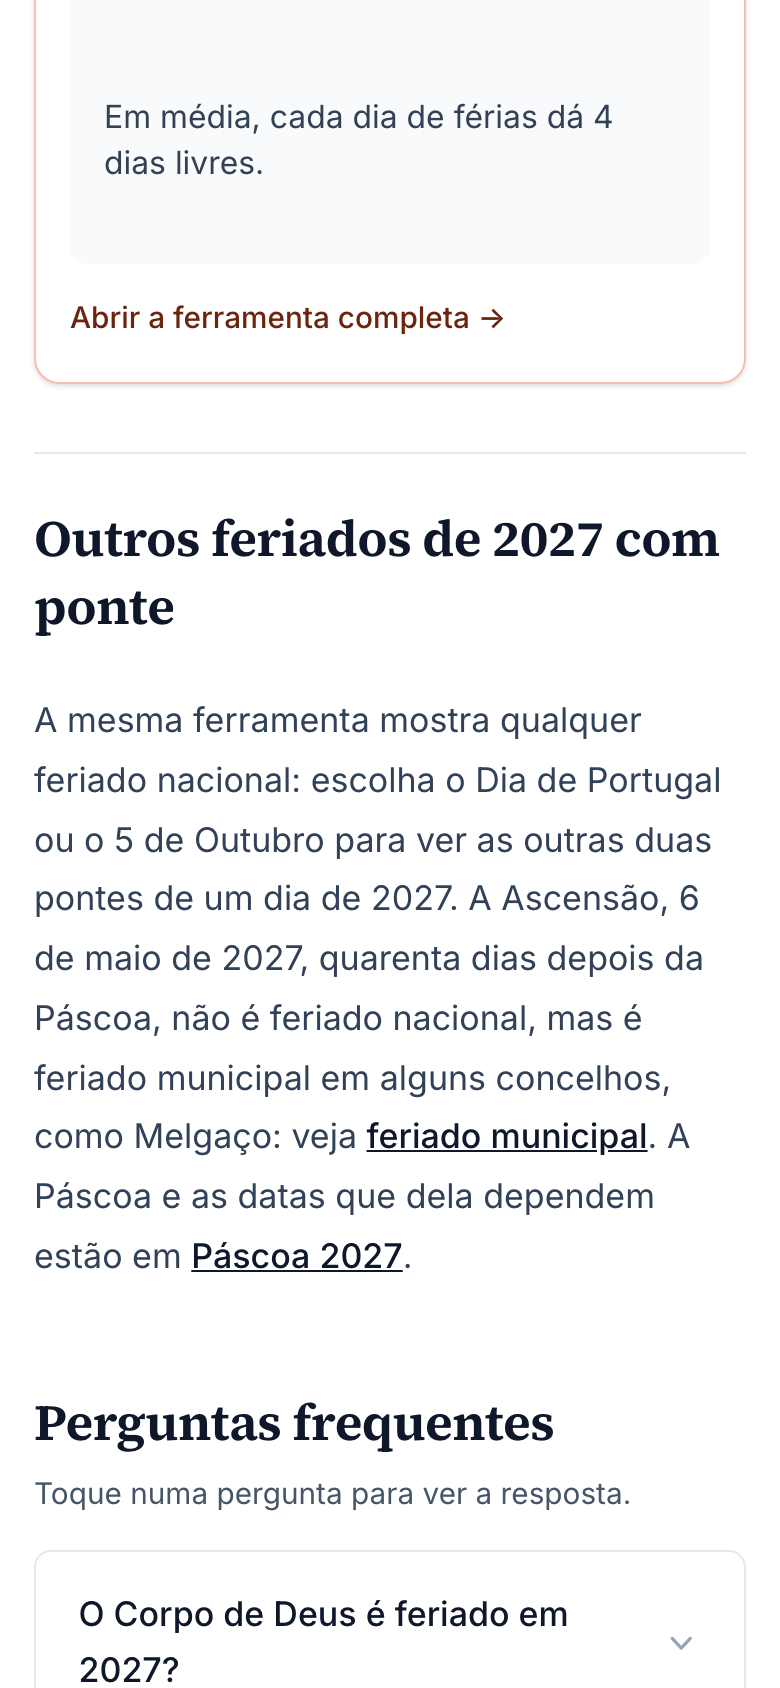 Em média, cada dia de férias dá 4
dias livres.
Abrir a ferramenta completa →
Outros feriados de 2027 com
ponte
A mesma ferramenta mostra qualquer
feriado nacional: escolha o Dia de Portugal
ou o 5 de Outubro para ver as outras duas
pontes de um dia de 2027. A Ascensão, 6
de maio de 2027, quarenta dias depois da
Páscoa, não é feriado nacional, mas é
feriado municipal em alguns concelhos,
como Melgaço: veja feriado municipal. A
Páscoa e as datas que dela dependem
estão em Páscoa 2027.
Perguntas frequentes
Toque numa pergunta para ver a resposta.
O Corpo de Deus é feriado em
2027?